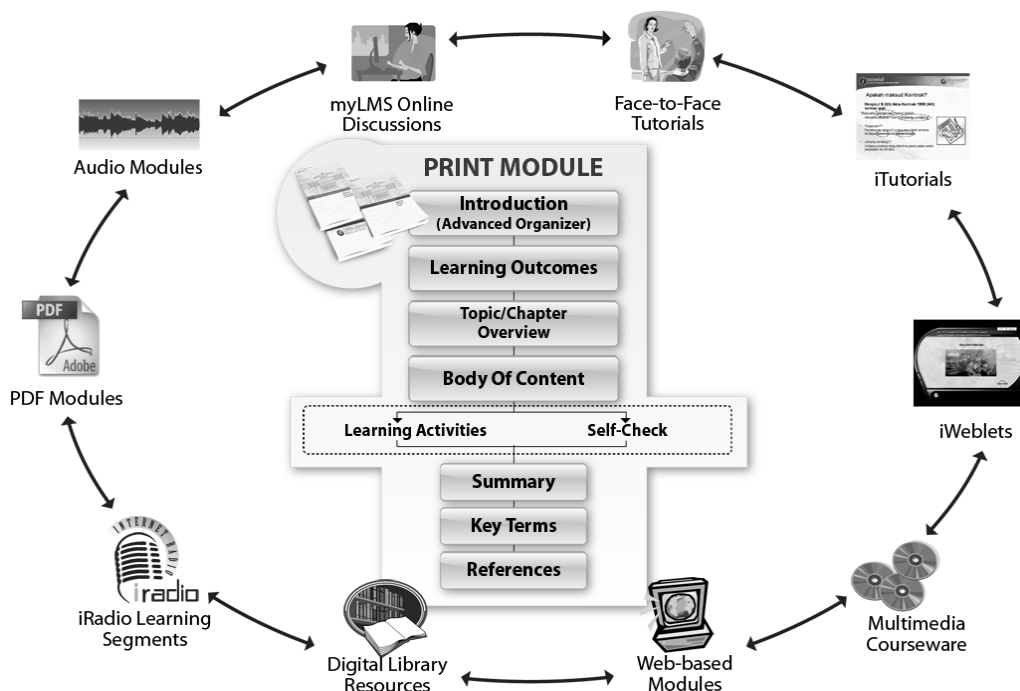 myLMS Online
Discussions
Face-to-Face
Tutorials
Apakah maksud Kontrak?
iTutorials
Audio Modules
PRINT MODULE
Introduction
(Advanced Organizer)
Learning Outcomes
Topic/Chapter
Overview
Body Of Content
Learning Activities
Self-Check
Summary
Key Terms
References
PDF
Adobe
PDF Modules
iWeblets
INTERNET RADIO
iradio
iRadio Learning
Segments
Digital Library
Resources
Web-based
Modules
Multimedia
Courseware